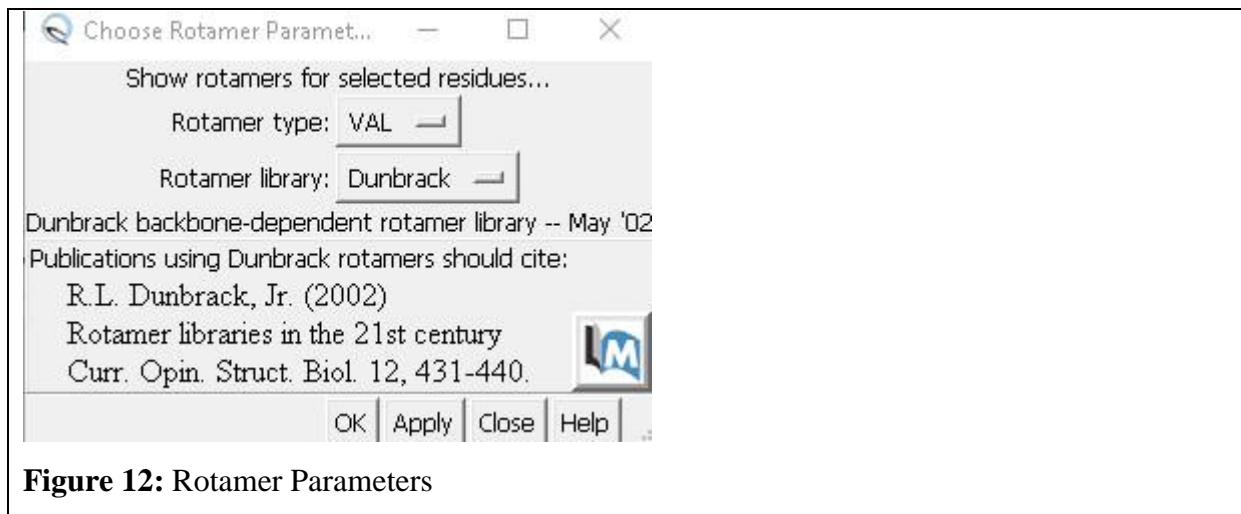 Choose Rotamer Paramet...
Show rotamers for selected residues...
Rotamer type: VAL
Rotamer library: Dunbrack
Dunbrack backbone-dependent rotamer library -- May '02
Publications using Dunbrack rotamers should cite:
R.L. Dunbrack, Jr. (2002)
Rotamer libraries in the 21st century
Curr. Opin. Struct. Biol. 12, 431-440.
M
OK Apply Close Help
Figure 12: Rotamer Parameters